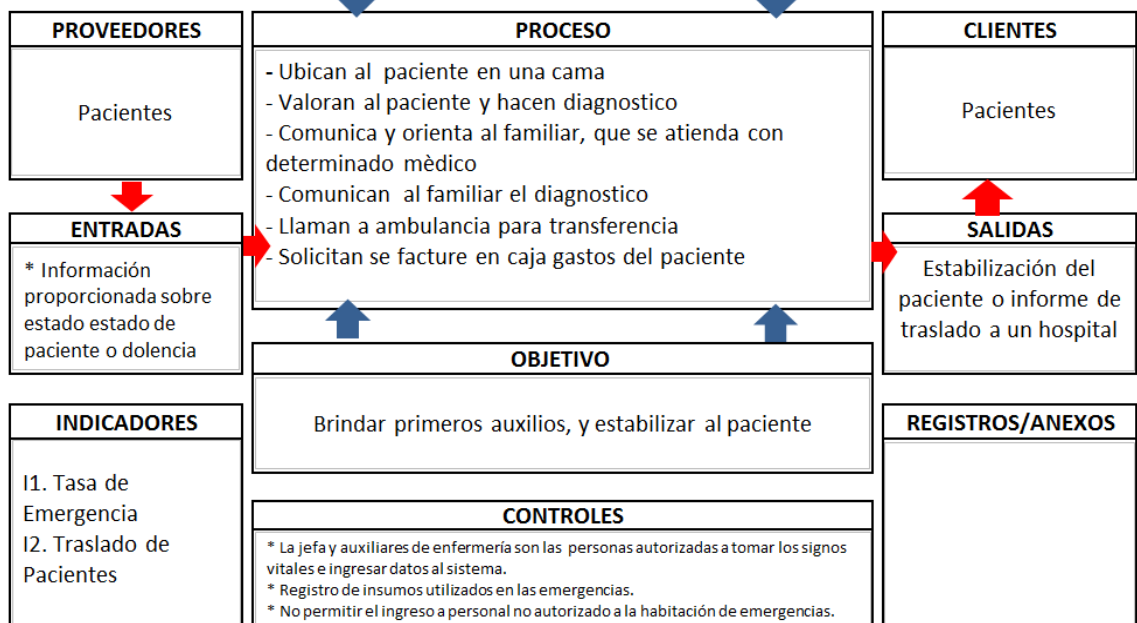 PROVEEDORES
Pacientes
ENTRADAS
* Información
proporcionada sobre
estado estado de
paciente o dolencia
INDICADORES
I1. Tasa de
Emergencia
I2. Traslado de
Pacientes
PROCESO
- Ubican al paciente en una cama
- Valoran al paciente y hacen diagnostico
- Comunica y orienta al familiar, que se atienda con
determinado mèdico
- Comunican al familiar el diagnostico
- Llaman a ambulancia para transferencia
- Solicitan se facture en caja gastos del paciente
OBJETIVO
Brindar primeros auxilios, y estabilizar al paciente
CONTROLES
* La jefa y auxiliares de enfermería son las personas autorizadas a tomar los signos
vitales e ingresar datos al sistema.
* Registro de insumos utilizados en las emergencias.
* No permitir el ingreso a personal no autorizado a la habitación de emergencias.
CLIENTES
Pacientes
SALIDAS
Estabilización del
paciente o informe de
traslado a un hospital
REGISTROS/ANEXOS